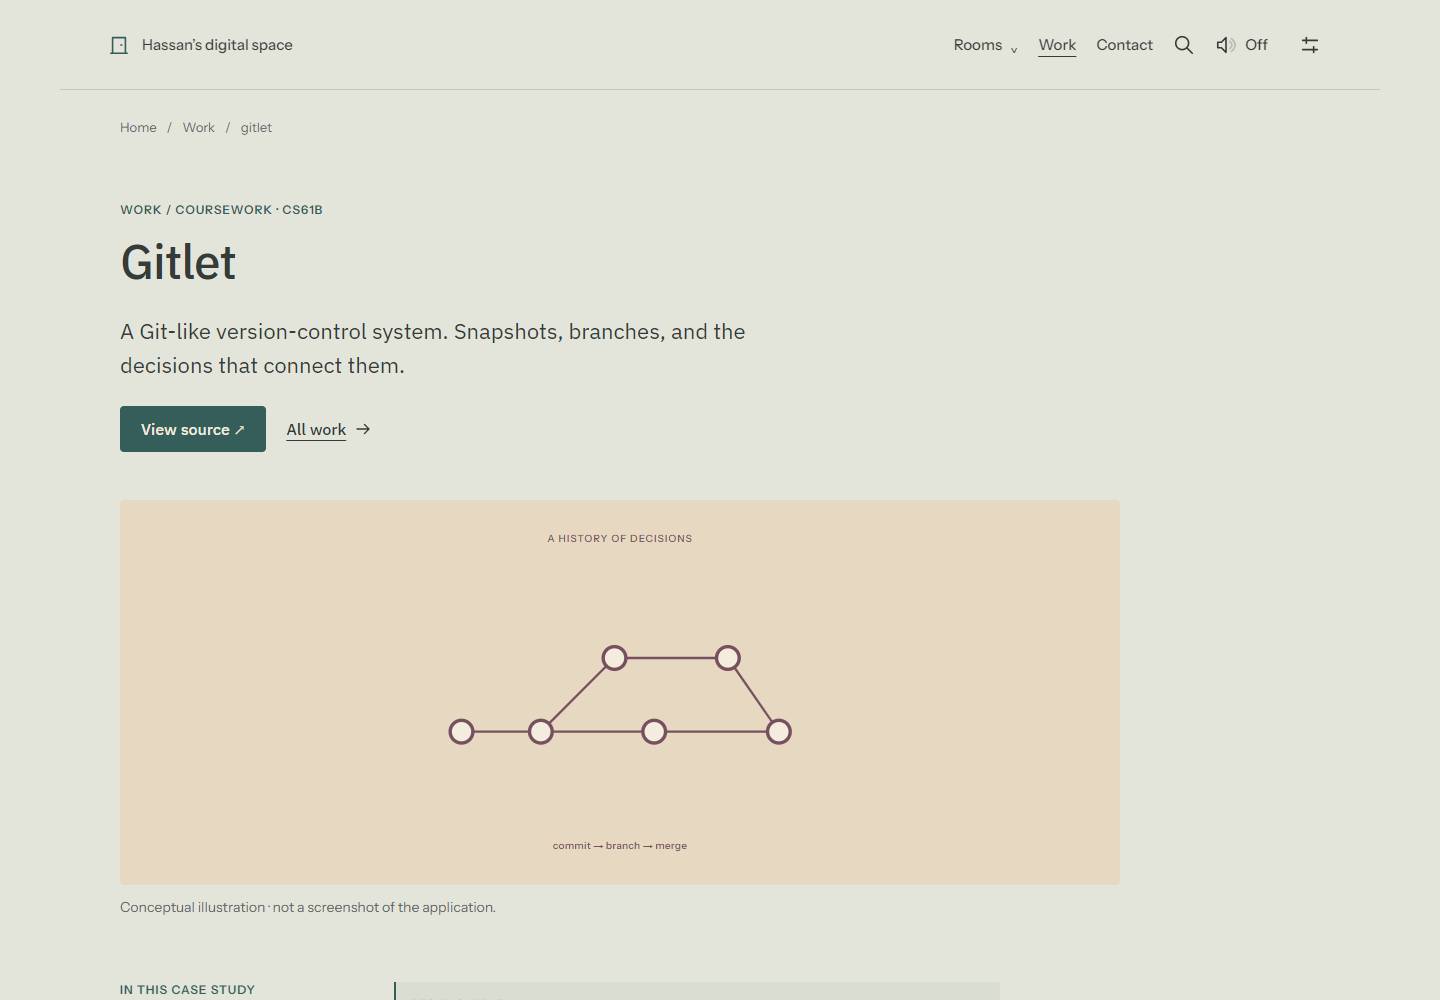 Hassan’s digital space
Rooms
Work
Contact
Off
Home / Work / gitlet
WORK / COURSEWORK · CS61B
Gitlet
A Git-like version-control system. Snapshots, branches, and the
decisions that connect them.
View source ↗
All work →
A HISTORY OF DECISIONS
commit → branch → merge
Conceptual illustration · not a screenshot of the application.
IN THIS CASE STUDY